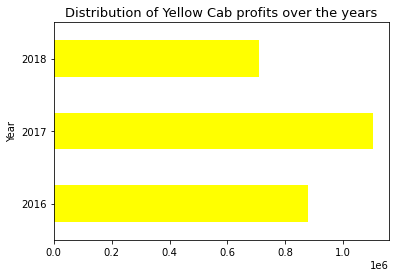 Distribution of Yellow Cab profits over the years
Year
2018
2017
2016
0.0 0.2 0.4 0.6 0.8 1.0
1e6